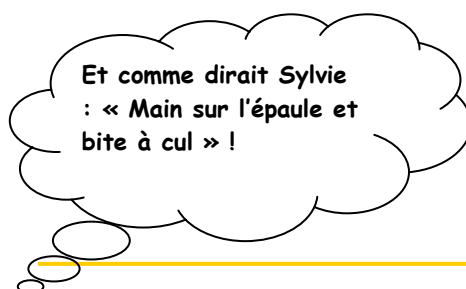 Et comme dirait Sylvie
: « Main sur l’épaule et
bite à cul » !